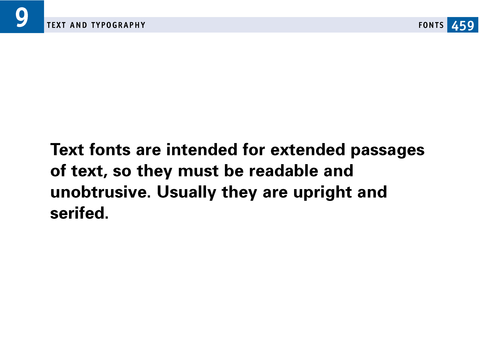 9
TEXT AND TYPOGRAPHY
FONTS 459
Text fonts are intended for extended passages
of text, so they must be readable and
unobtrusive. Usually they are upright and
serifed.